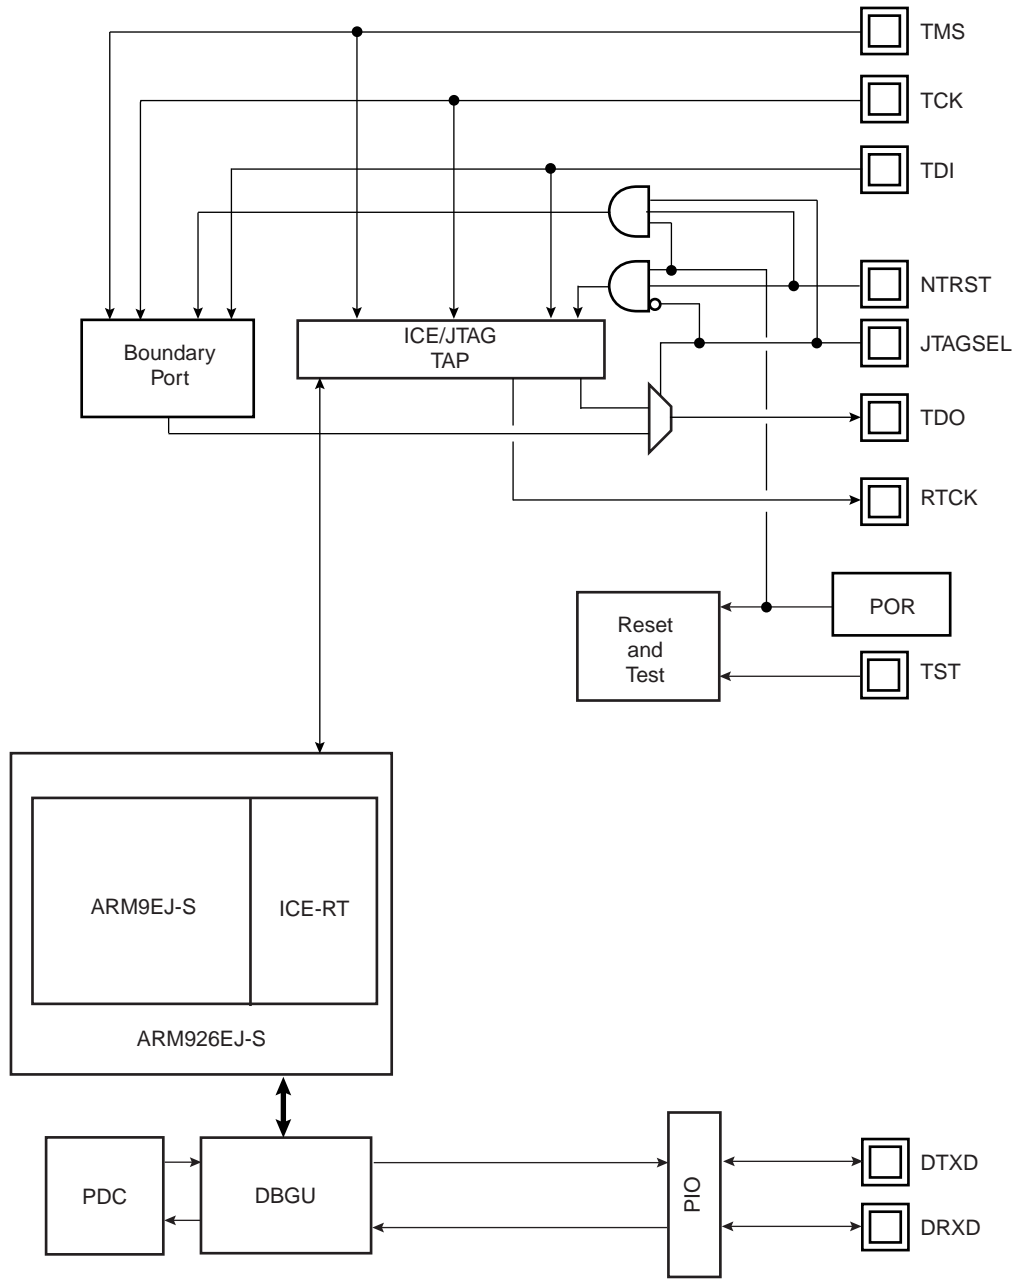 TMS
TCK
TDI
NTRST
ICE/JTAG
TAP
Boundary
Port
JTAGSEL
TDO
RTCK
POR
Reset
and
Test
TST
ARM9EJ-S
ICE-RT
ARM926EJ-S
PDC
DBGU
PIO
DTXD
DRXD